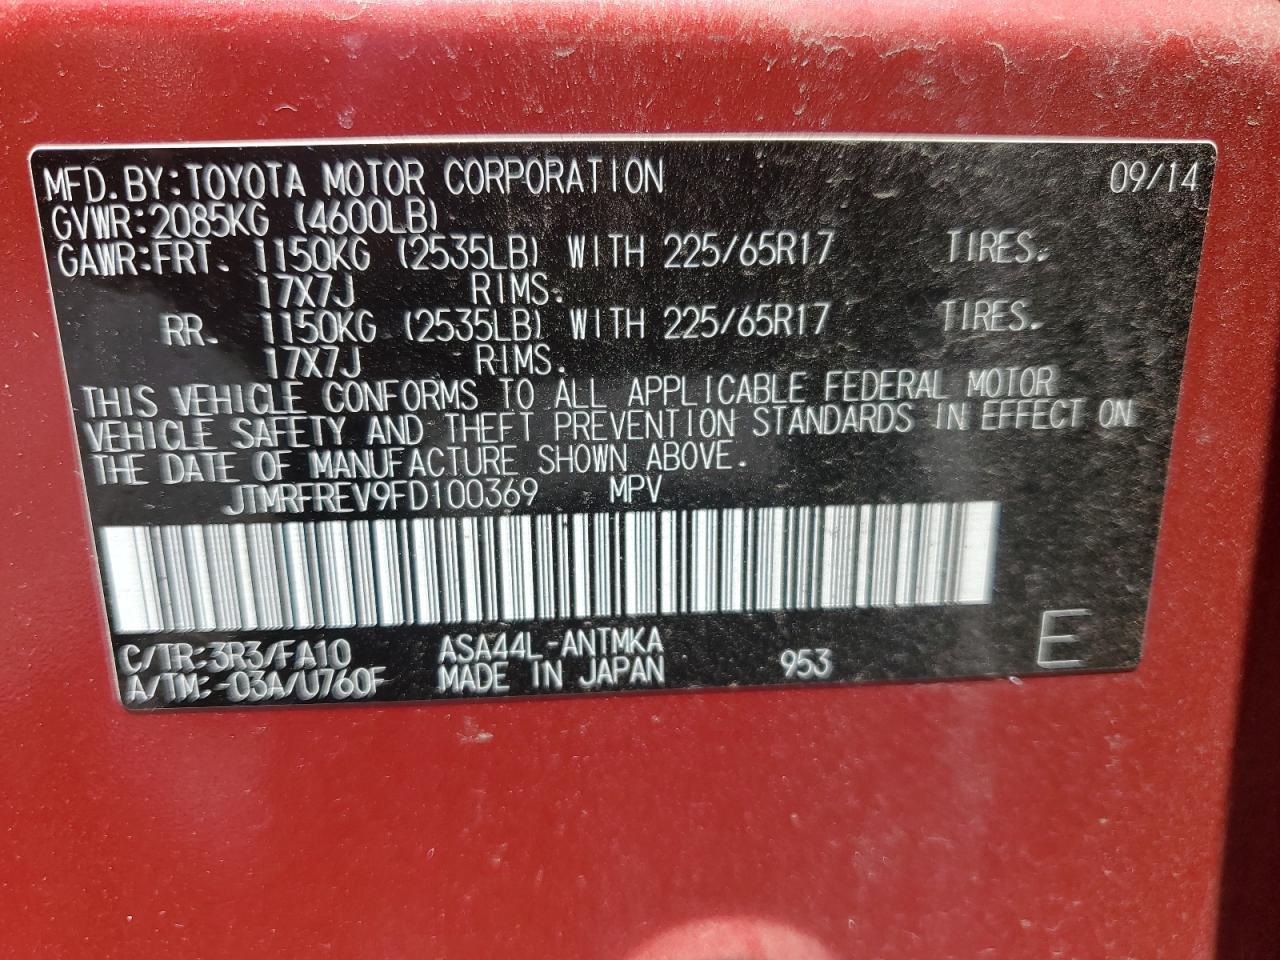 MFD.BY:TOYOTA MOTOR CORPORATION 09/14
GVWR:2085KG (4600LB)
GAWR:FRT. 1150KG (2535LB) WITH 225/65R17 TIRES.
17X7J RIMS.
RR. 1150KG (2535LB) WITH 225/65R17 TIRES.
17X7J RIMS.
THIS VEHICLE CONFORMS TO ALL APPLICABLE FEDERAL MOTOR
VEHICLE SAFETY AND THEFT PREVENTION STANDARDS IN EFFECT ON
THE DATE OF MANUFACTURE SHOWN ABOVE.
JTMRFREV9FD100369 MPV
C/TR:3R3/FA10 ASA44L-ANTMKA 953 E
A/TM:-03A/U760F MADE IN JAPAN